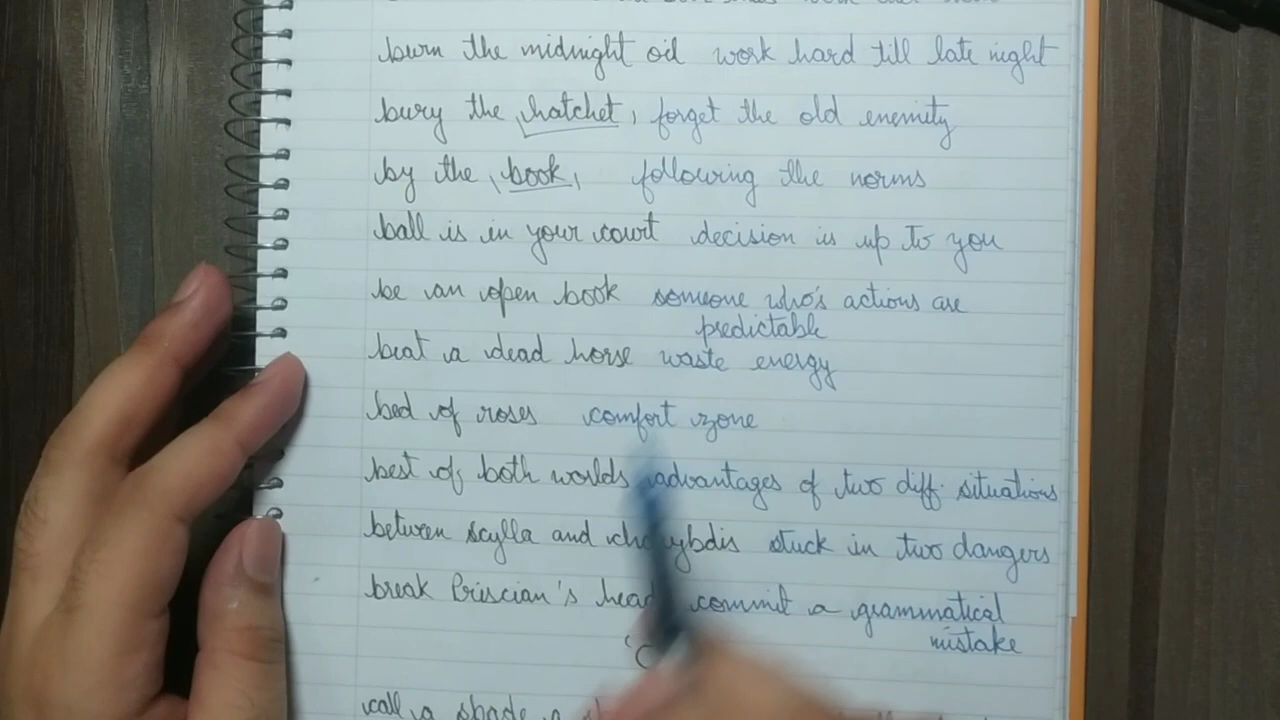 burn the midnight oil work hard till late night
bury the hatchet, forget the old enemity
by the book, following the norms
ball is in your court decision is up to you
be an open book someone who's actions are
predictable
beat a dead horse waste energy
bed of roses comfort zone
best of both worlds advantages of two diff. situations
between scylla and stuck in two dangers
break Priscian's head commit a grammatical
mistake
'C
call a spade a